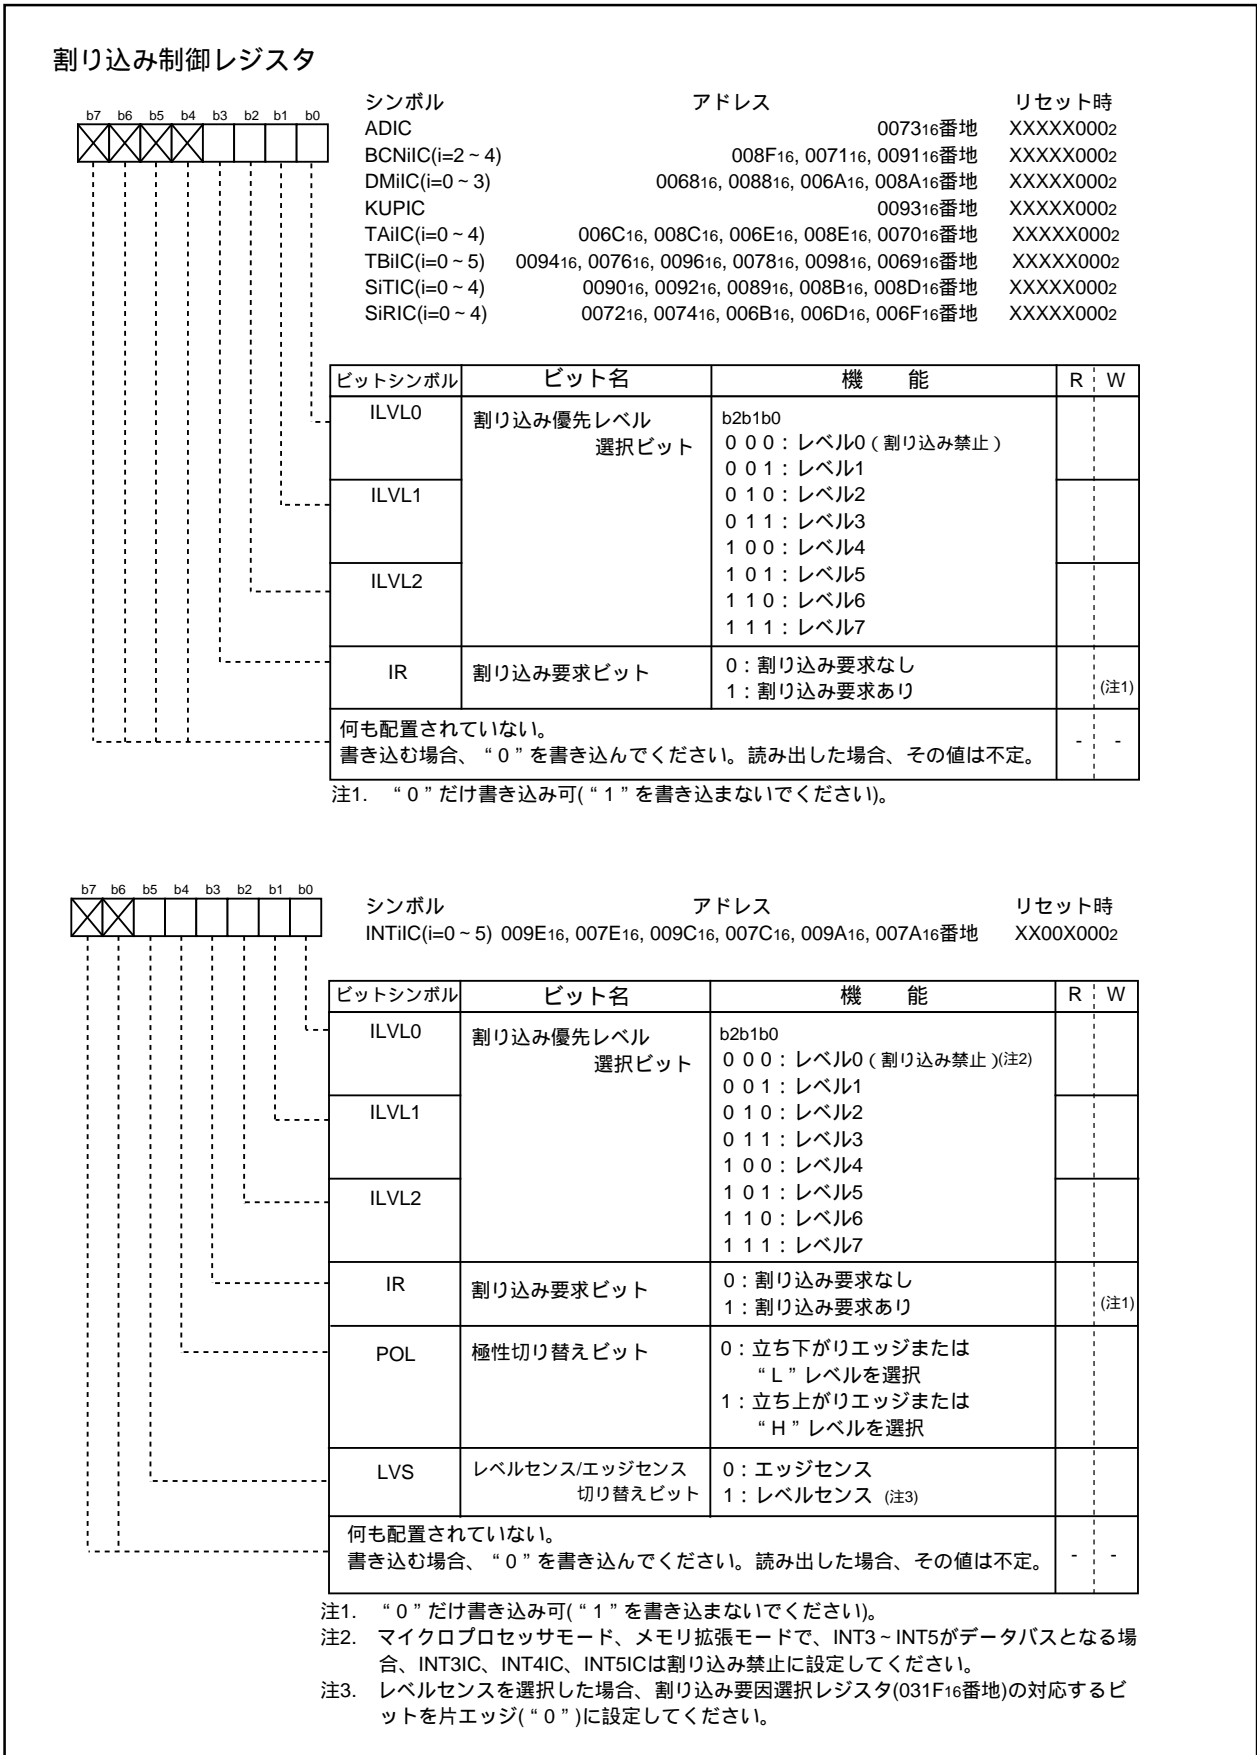 割り込み制御レジスタ
b7 b6 b5 b4 b3 b2 b1 b0
シンボル アドレス リセット時
ADIC 007316番地 XXXXX0002
BCNiIC(i=2～4) 008F16, 007116, 009116番地 XXXXX0002
DMiIC(i=0～3) 006816, 008816, 006A16, 008A16番地 XXXXX0002
KUPIC 009316番地 XXXXX0002
TAiIC(i=0～4) 006C16, 008C16, 006E16, 008E16, 007016番地 XXXXX0002
TBiIC(i=0～5) 009416, 007616, 009616, 007816, 009816, 006916番地 XXXXX0002
SiTIC(i=0～4) 009016, 009216, 008916, 008B16, 008D16番地 XXXXX0002
SiRIC(i=0～4) 007216, 007416, 006B16, 006D16, 006F16番地 XXXXX0002
ビットシンボル ビット名 機 能 R W
ILVL0 割り込み優先レベル b2b1b0
選択ビット 0 0 0：レベル0（割り込み禁止）
0 0 1：レベル1
ILVL1 0 1 0：レベル2
0 1 1：レベル3
1 0 0：レベル4
ILVL2 1 0 1：レベル5
1 1 0：レベル6
1 1 1：レベル7
IR 割り込み要求ビット 0：割り込み要求なし
1：割り込み要求あり (注1)
何も配置されていない。
書き込む場合、“0”を書き込んでください。読み出した場合、その値は不定。 - -
注1. “0”だけ書き込み可(“1”を書き込まないでください)。
b7 b6 b5 b4 b3 b2 b1 b0
シンボル アドレス リセット時
INTiIC(i=0～5) 009E16, 007E16, 009C16, 007C16, 009A16, 007A16番地 XX00X0002
ビットシンボル ビット名 機 能 R W
ILVL0 割り込み優先レベル b2b1b0
選択ビット 0 0 0：レベル0（割り込み禁止）(注2)
0 0 1：レベル1
ILVL1 0 1 0：レベル2
0 1 1：レベル3
1 0 0：レベル4
ILVL2 1 0 1：レベル5
1 1 0：レベル6
1 1 1：レベル7
IR 割り込み要求ビット 0：割り込み要求なし
1：割り込み要求あり (注1)
POL 極性切り替えビット 0：立ち下がりエッジまたは
“L”レベルを選択
1：立ち上がりエッジまたは
“H”レベルを選択
LVS レベルセンス/エッジセンス 0：エッジセンス
切り替えビット 1：レベルセンス (注3)
何も配置されていない。
書き込む場合、“0”を書き込んでください。読み出した場合、その値は不定。 - -
注1. “0”だけ書き込み可(“1”を書き込まないでください)。
注2. マイクロプロセッサモード、メモリ拡張モードで、INT3～INT5がデータバスとなる場
合、INT3IC、INT4IC、INT5ICは割り込み禁止に設定してください。
注3. レベルセンスを選択した場合、割り込み要因選択レジスタ(031F16番地)の対応するビ
ットを片エッジ(“0”)に設定してください。